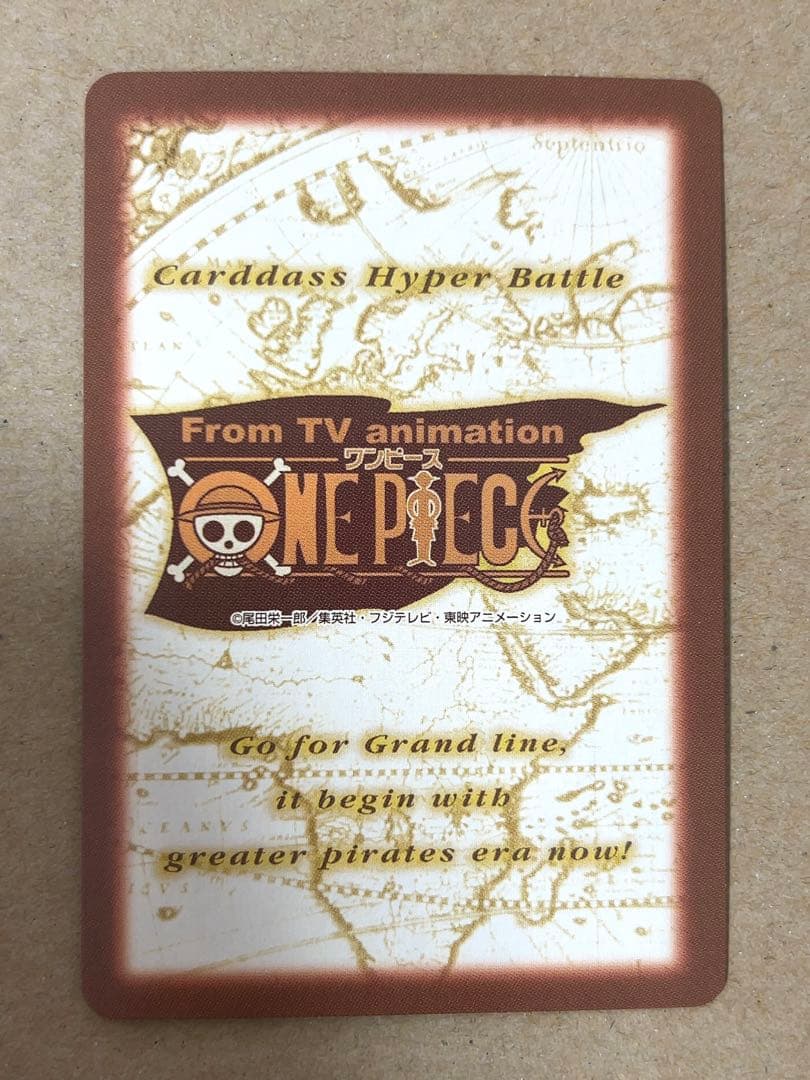 Septentrio
Carddass Hyper Battle
From TV animation
ワンピース
ONE PIECE
©尾田栄一郎/集英社・フジテレビ・東映アニメーション
Go for Grand line,
it begin with
greater pirates era now!